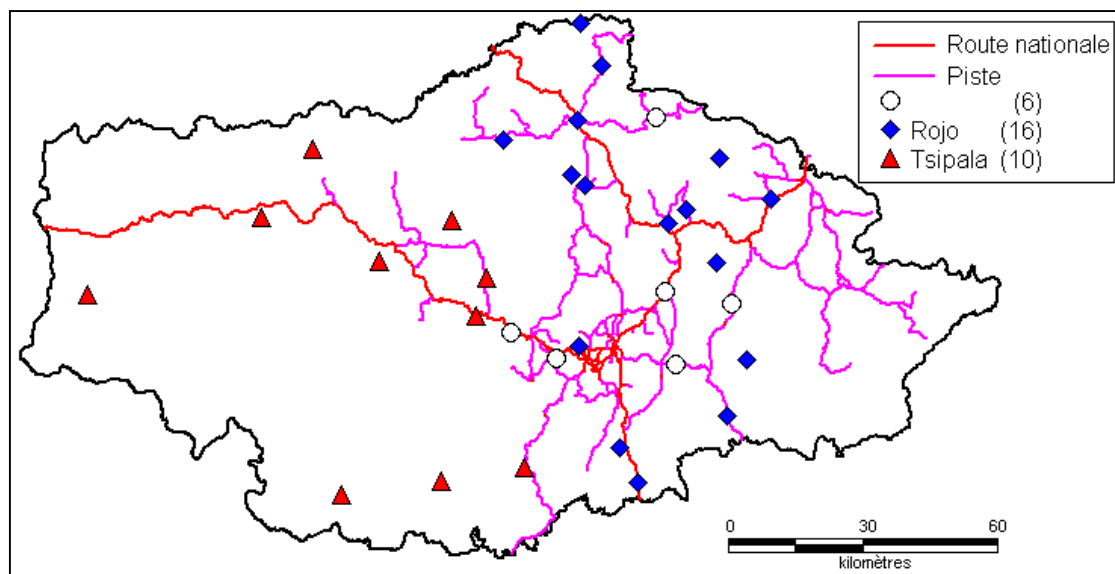 Route nationale
Piste
(6)
Rojo (16)
Tsipala (10)
0 30 60
kilomètres